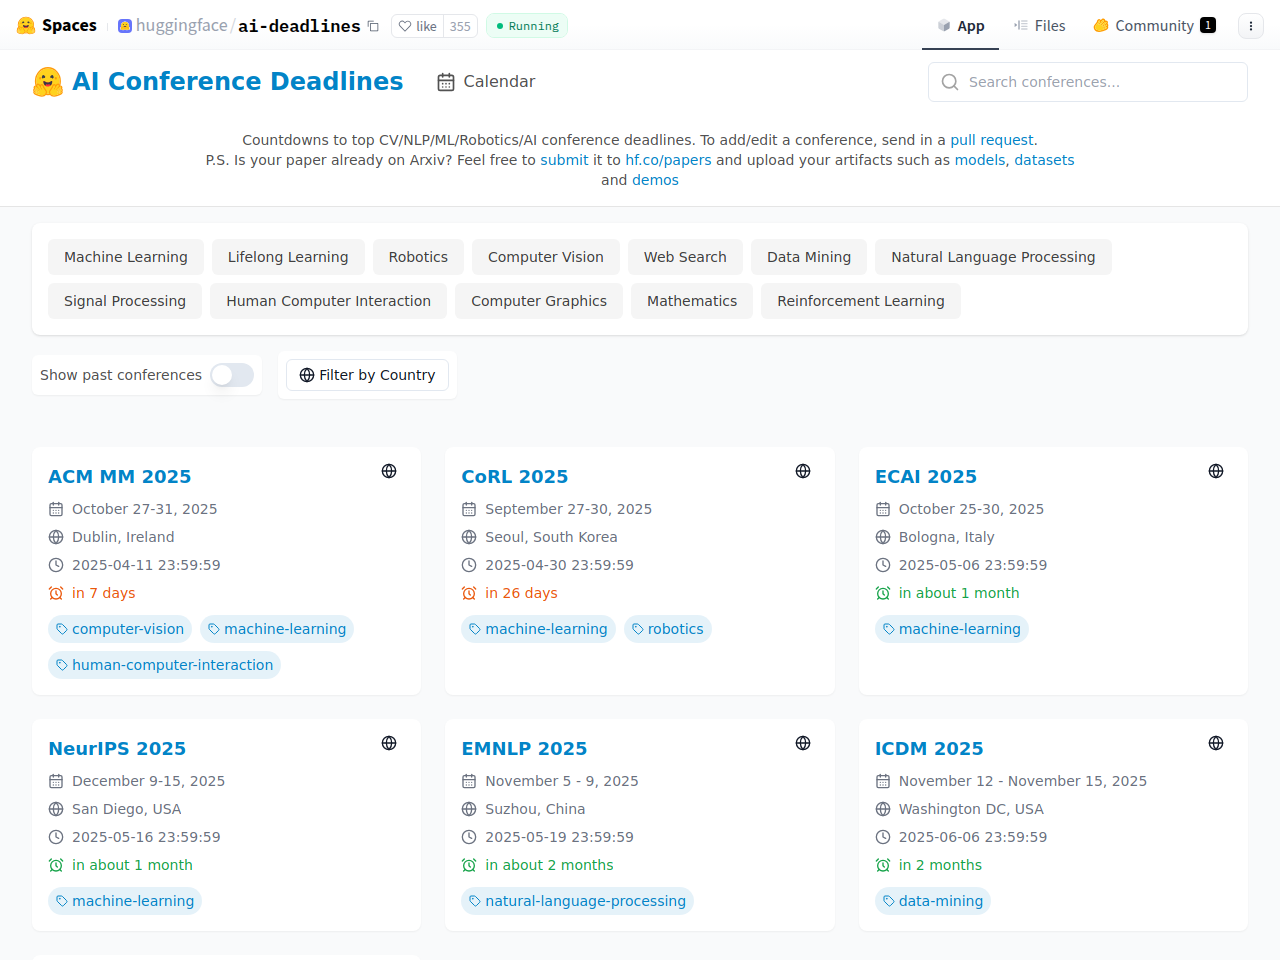 Spaces huggingface/ai-deadlines like 355 Running App Files Community 1
AI Conference Deadlines Calendar Search conferences...
Countdowns to top CV/NLP/ML/Robotics/AI conference deadlines. To add/edit a conference, send in a pull request.
P.S. Is your paper already on Arxiv? Feel free to submit it to hf.co/papers and upload your artifacts such as models, datasets
and demos
Machine Learning Lifelong Learning Robotics Computer Vision Web Search Data Mining Natural Language Processing
Signal Processing Human Computer Interaction Computer Graphics Mathematics Reinforcement Learning
Show past conferences Filter by Country
ACM MM 2025
October 27-31, 2025
Dublin, Ireland
2025-04-11 23:59:59
in 7 days
computer-vision machine-learning
human-computer-interaction
CoRL 2025
September 27-30, 2025
Seoul, South Korea
2025-04-30 23:59:59
in 26 days
machine-learning robotics
ECAI 2025
October 25-30, 2025
Bologna, Italy
2025-05-06 23:59:59
in about 1 month
machine-learning
NeurIPS 2025
December 9-15, 2025
San Diego, USA
2025-05-16 23:59:59
in about 1 month
machine-learning
EMNLP 2025
November 5 - 9, 2025
Suzhou, China
2025-05-19 23:59:59
in about 2 months
natural-language-processing
ICDM 2025
November 12 - November 15, 2025
Washington DC, USA
2025-06-06 23:59:59
in 2 months
data-mining